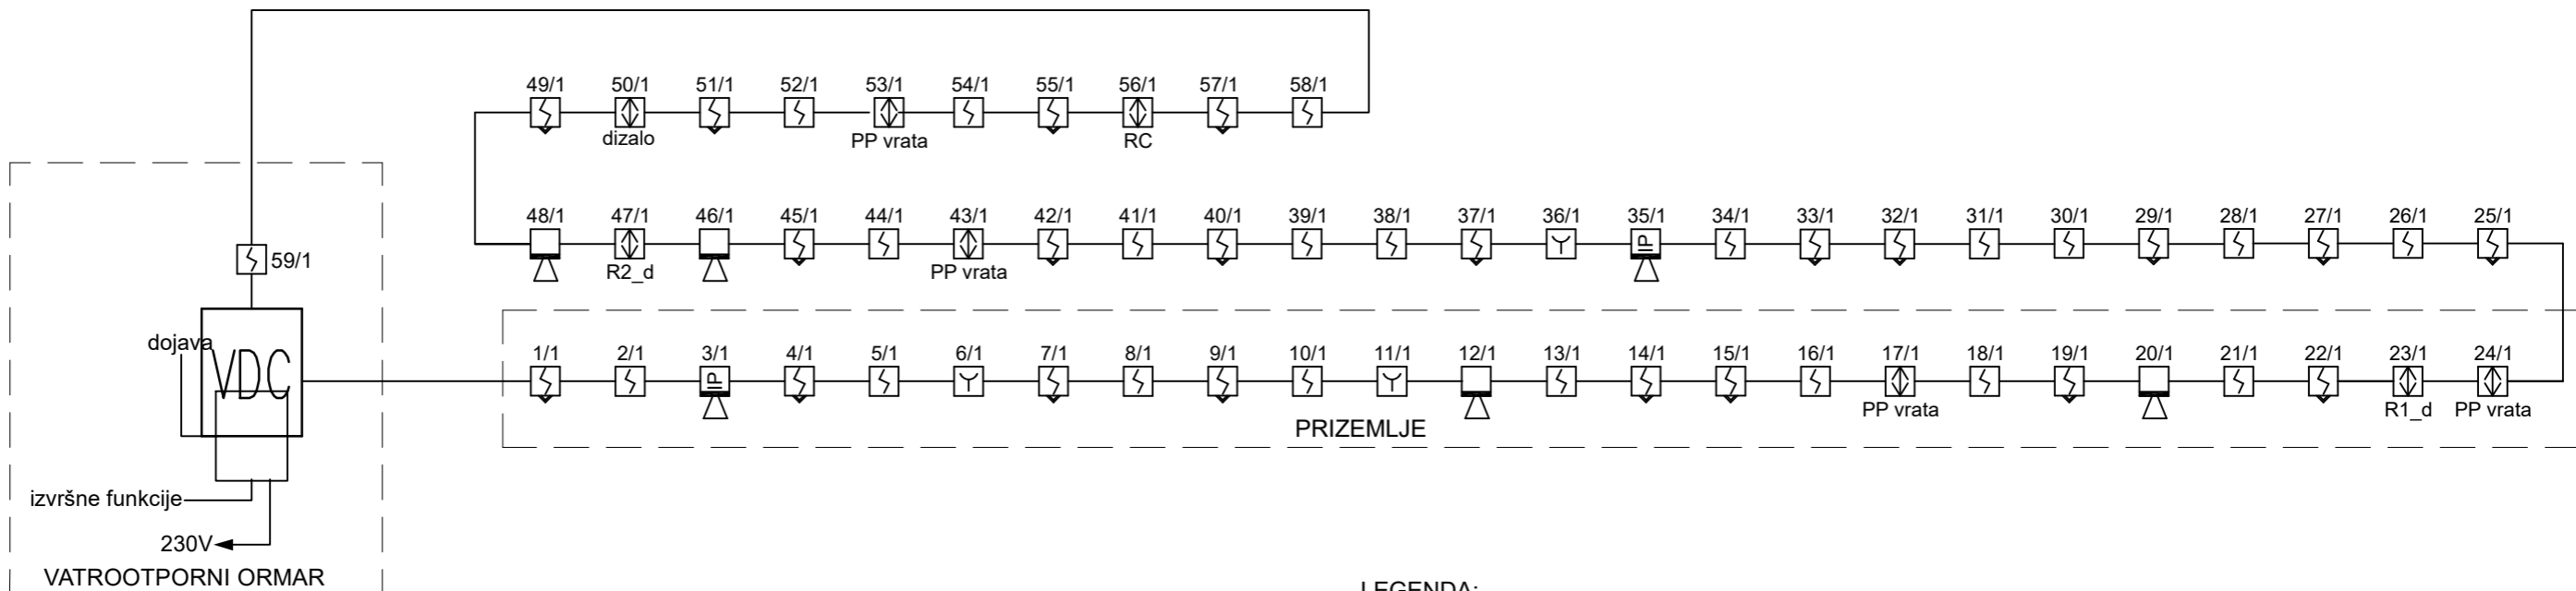 49/1 50/1 51/1 52/1 53/1 54/1 55/1 56/1 57/1 58/1
dizalo PP vrata RC
48/1 47/1 46/1 45/1 44/1 43/1 42/1 41/1 40/1 39/1 38/1 37/1 36/1 35/1 34/1 33/1 32/1 31/1 30/1 29/1 28/1 27/1 26/1 25/1
IP
59/1
R2_d PP vrata
dojava
VDC
1/1 2/1 3/1 4/1 5/1 6/1 7/1 8/1 9/1 10/1 11/1 12/1 13/1 14/1 15/1 16/1 17/1 18/1 19/1 20/1 21/1 22/1 23/1 24/1
IP
PP vrata R1_d PP vrata
PRIZEMLJE
izvršne funkcije
230V
VATROOTPORNI ORMAR
LEGENDA: